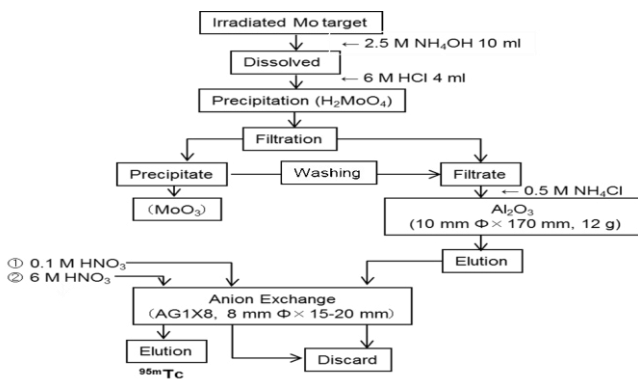 Irradiated Mo target
← 2.5 M NH₄OH 10 ml
Dissolved
← 6 M HCl 4 ml
Precipitation (H₂MoO₄)
Filtration
Precipitate
Washing
Filtrate
(MoO₃)
← 0.5 M NH₄Cl
Al₂O₃
(10 mm Φ× 170 mm, 12 g)
① 0.1 M HNO₃
② 6 M HNO₃
Elution
Anion Exchange
(AG1X8, 8 mm Φ× 15-20 mm)
Elution
Discard
⁹⁵ᵐTc